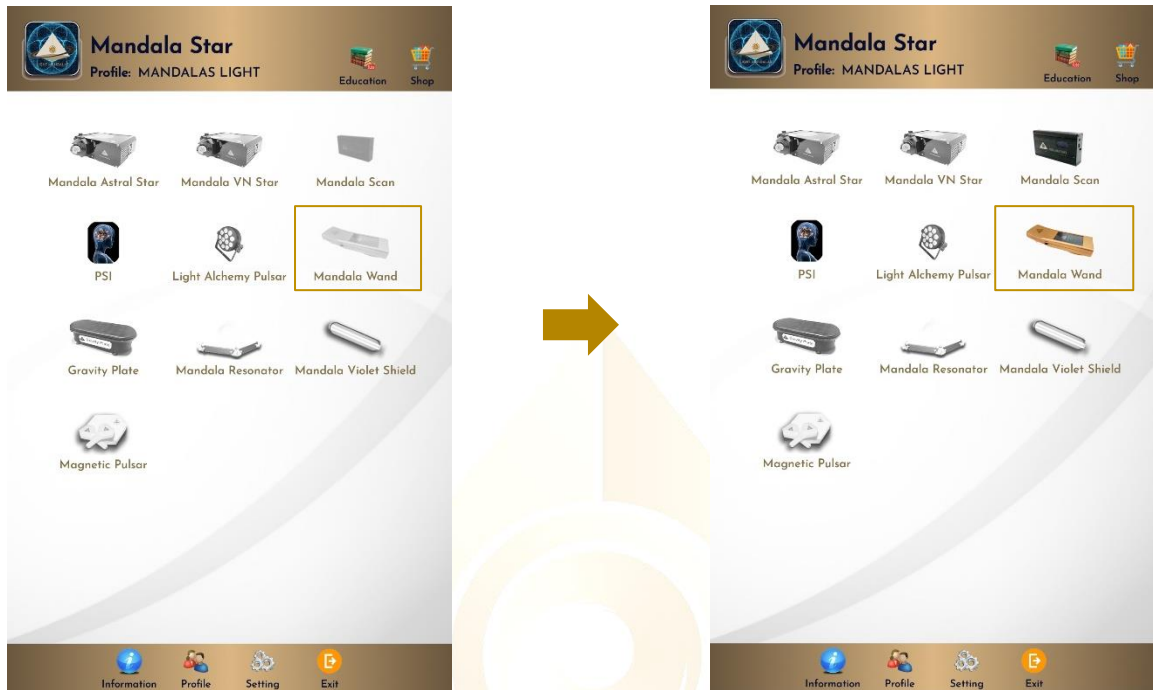 Mandala Star
Profile: MANDALAS LIGHT
Education Shop
Mandala Astral Star Mandala VN Star Mandala Scan
PSI Light Alchemy Pulsar Mandala Wand
Gravity Plate Mandala Resonator Mandala Violet Shield
Magnetic Pulsar
Information Profile Setting Exit
Mandala Star
Profile: MANDALAS LIGHT
Education Shop
Mandala Astral Star Mandala VN Star Mandala Scan
PSI Light Alchemy Pulsar Mandala Wand
Gravity Plate Mandala Resonator Mandala Violet Shield
Magnetic Pulsar
Information Profile Setting Exit